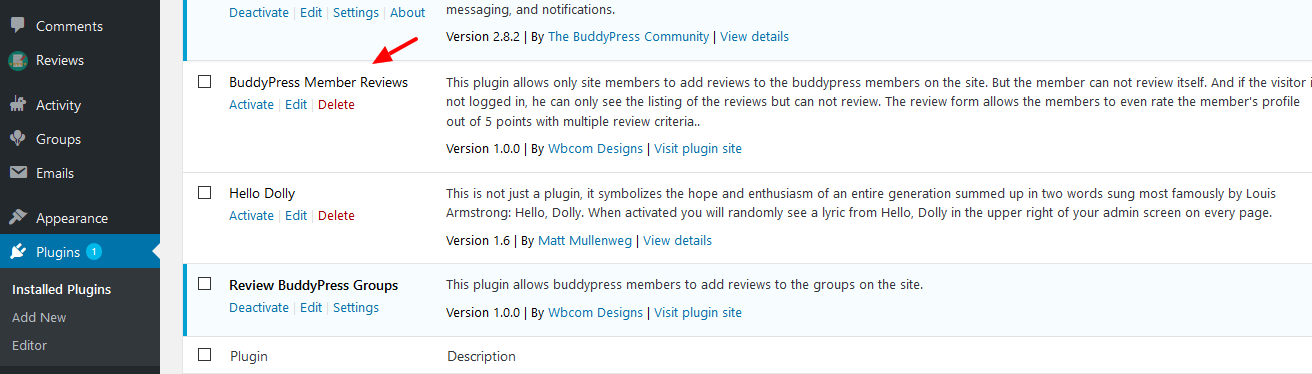 Comments
Reviews
Activity
Groups
Emails
Appearance
Plugins 1
Installed Plugins
Add New
Editor
Deactivate | Edit | Settings | About
messaging, and notifications.
Version 2.8.2 | By The BuddyPress Community | View details
BuddyPress Member Reviews
Activate | Edit | Delete
This plugin allows only site members to add reviews to the buddypress members on the site. But the member can not review itself. And if the visitor i
not logged in, he can only see the listing of the reviews but can not review. The review form allows the members to even rate the member's profile
out of 5 points with multiple review criteria..
Version 1.0.0 | By Wbcom Designs | Visit plugin site
Hello Dolly
Activate | Edit | Delete
This is not just a plugin, it symbolizes the hope and enthusiasm of an entire generation summed up in two words sung most famously by Louis
Armstrong: Hello, Dolly. When activated you will randomly see a lyric from Hello, Dolly in the upper right of your admin screen on every page.
Version 1.6 | By Matt Mullenweg | View details
Review BuddyPress Groups
Deactivate | Edit | Settings
This plugin allows buddypress members to add reviews to the groups on the site.
Version 1.0.0 | By Wbcom Designs | Visit plugin site
Plugin
Description